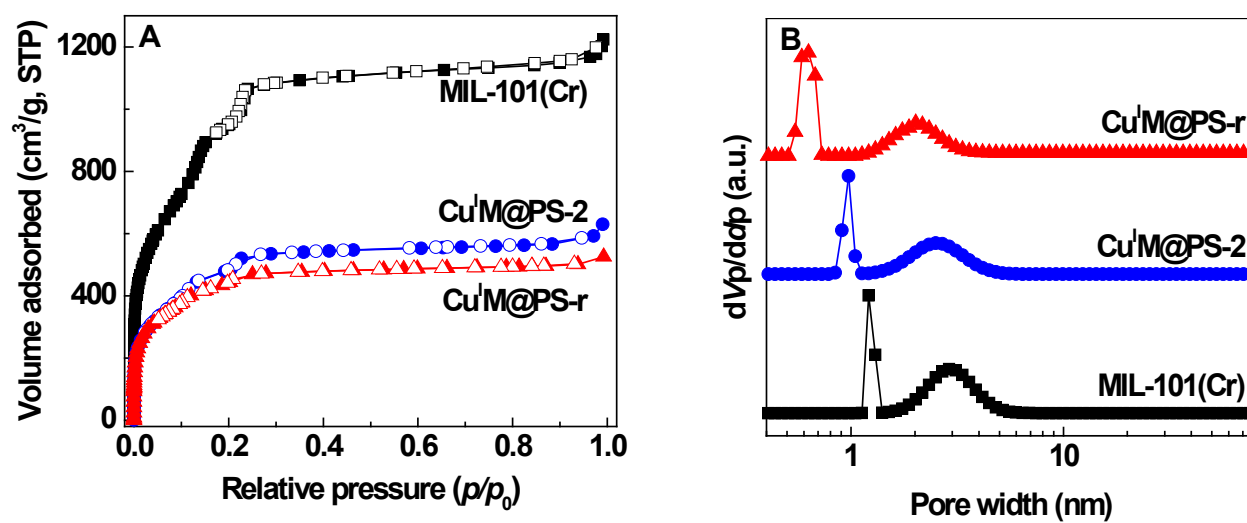 A
1200
800
400
0
0.0 0.2 0.4 0.6 0.8 1.0
Volume adsorbed (cm³/g, STP)
Relative pressure (p/p₀)
MIL-101(Cr)
CuᴵM@PS-2
CuᴵM@PS-r
B
CuᴵM@PS-r
CuᴵM@PS-2
MIL-101(Cr)
dVp/ddp (a.u.)
1 10
Pore width (nm)